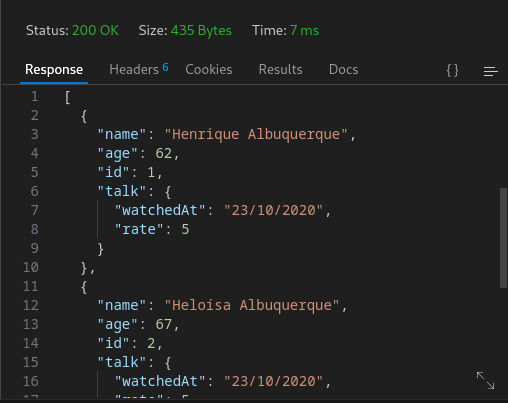 Status: 200 OK Size: 435 Bytes Time: 7 ms
Response Headers 6 Cookies Results Docs {}
1 [
2 {
3 "name": "Henrique Albuquerque",
4 "age": 62,
5 "id": 1,
6 "talk": {
7 "watchedAt": "23/10/2020",
8 "rate": 5
9 }
10 },
11 {
12 "name": "Heloísa Albuquerque",
13 "age": 67,
14 "id": 2,
15 "talk": {
16 "watchedAt": "23/10/2020",
17 "rate": 5